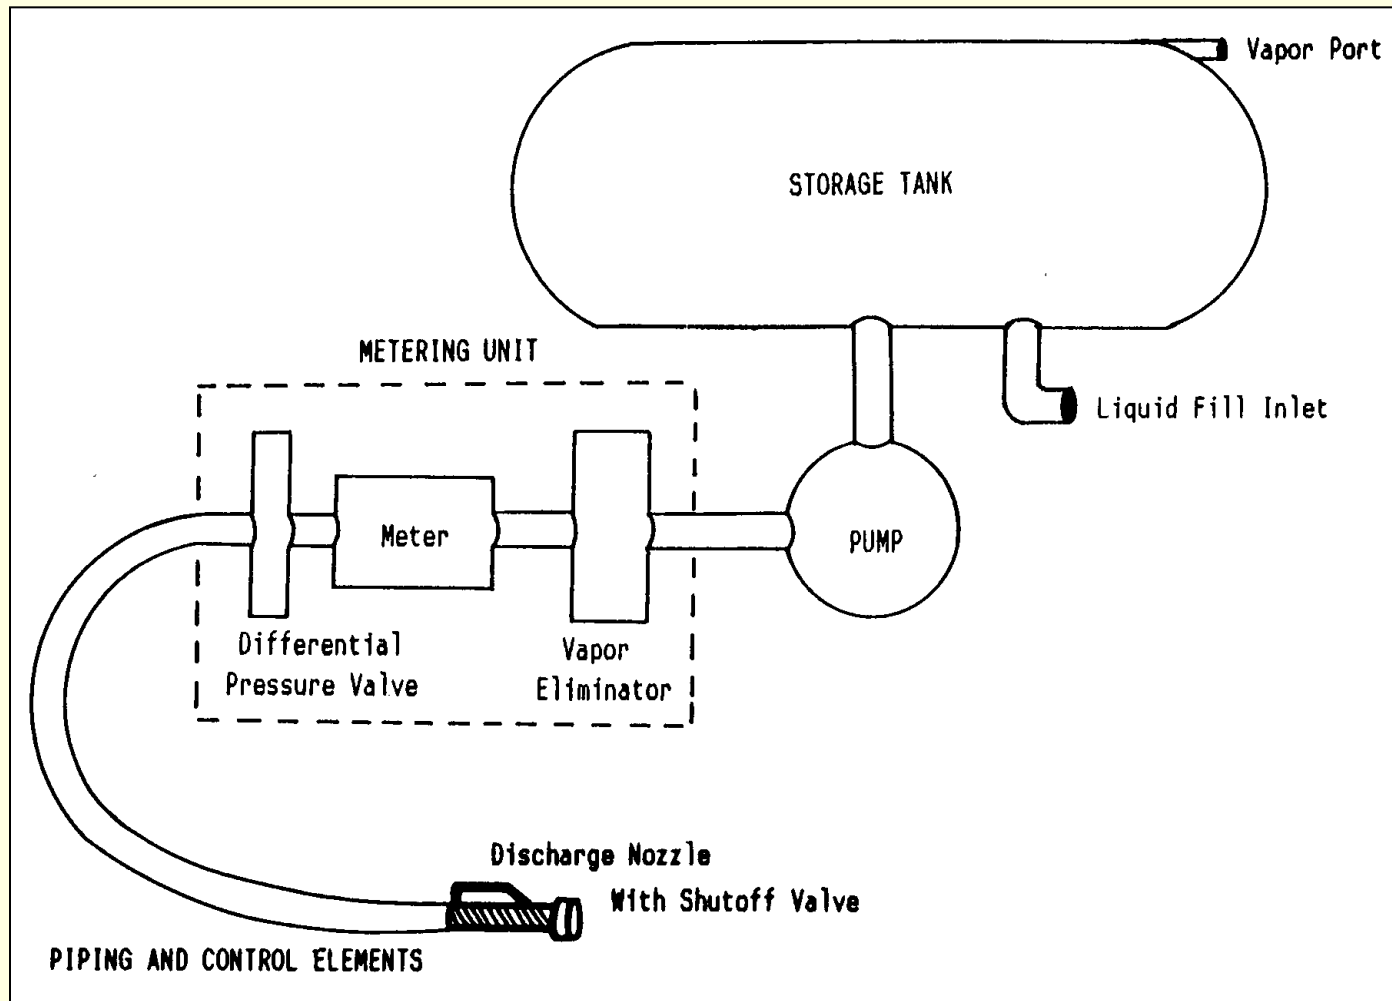 Vapor Port
STORAGE TANK
METERING UNIT
Liquid Fill Inlet
Meter
PUMP
Differential
Pressure Valve
Vapor
Eliminator
Discharge Nozzle
With Shutoff Valve
PIPING AND CONTROL ELEMENTS